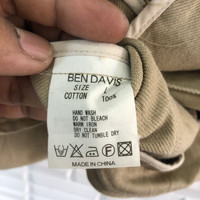 BEN DAVIS
SIZE L
COTTON 100%
HAND WASH
DO NOT BLEACH
WARM IRON
DRY CLEAN
DO NOT TUMBLE DRY
MADE IN CHINA